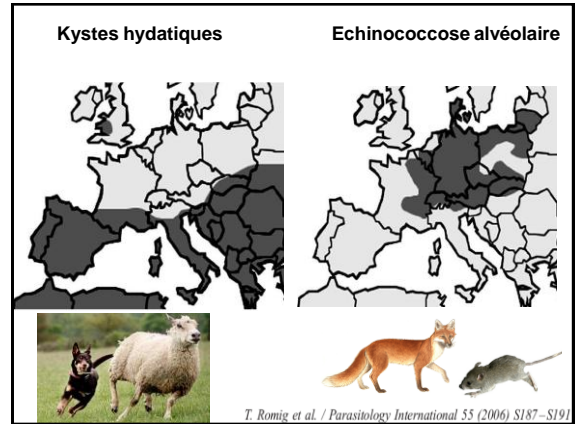 Kystes hydatiques
Echinococcose alvéolaire
T. Romig et al. / Parasitology International 55 (2006) S187–S191